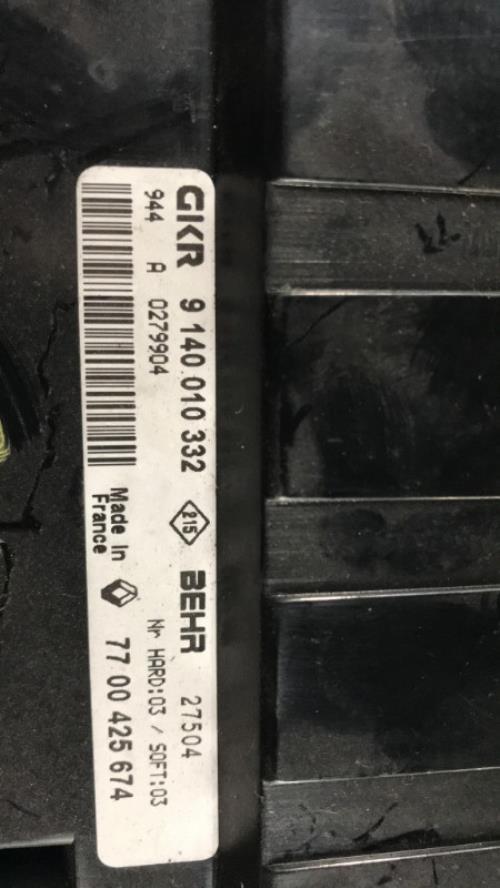 GKR 9 140 010 332 215 BEHR 27504
944 A 0279904 Nr HARD:03 / SOFT:03
Made In
France
77 00 425 674